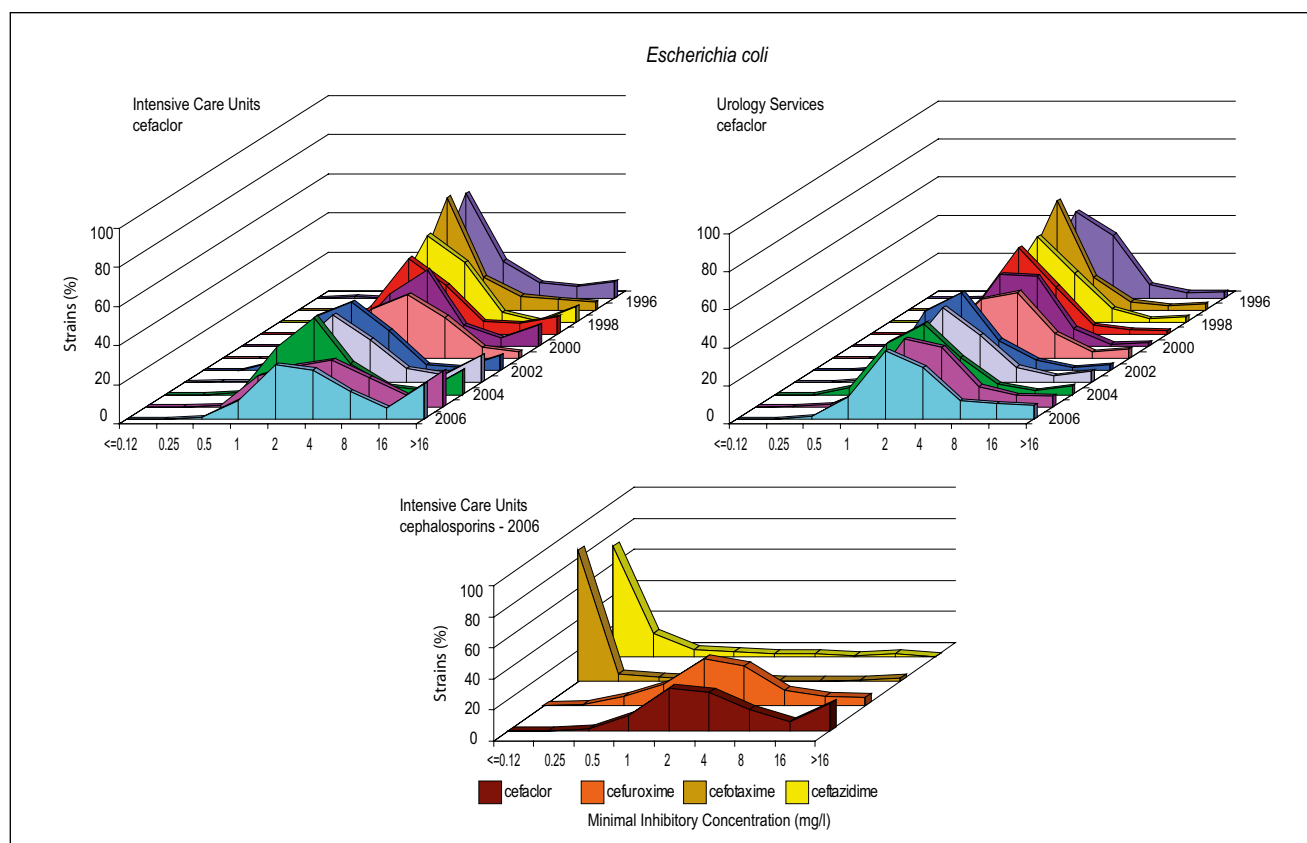 Escherichia coli
Intensive Care Units
cefaclor
Strains (%)
100
80
60
40
20
0
<=0.12 0.25 0.5 1 2 4 8 16 >16
1996
1998
2000
2002
2004
2006
Urology Services
cefaclor
Strains (%)
100
80
60
40
20
0
<=0.12 0.25 0.5 1 2 4 8 16 >16
1996
1998
2000
2002
2004
2006
Intensive Care Units
cephalosporins - 2006
Strains (%)
100
80
60
40
20
0
<=0.12 0.25 0.5 1 2 4 8 16 >16
cefaclor cefuroxime cefotaxime ceftazidime
Minimal Inhibitory Concentration (mg/l)